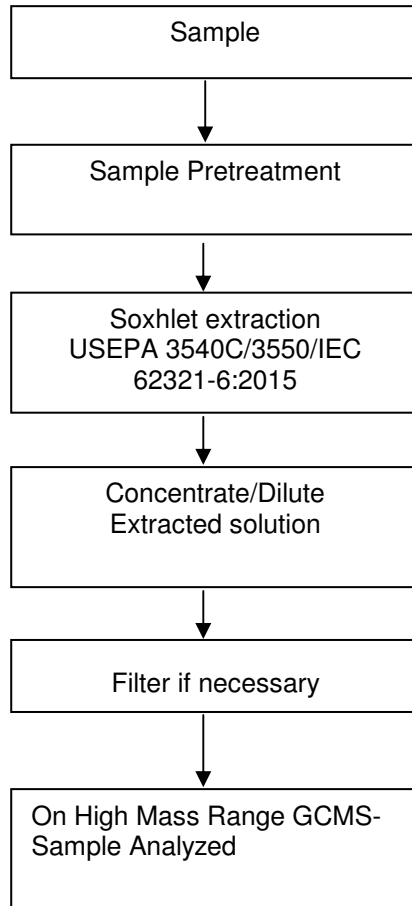 Sample
Sample Pretreatment
Soxhlet extraction
USEPA 3540C/3550/IEC
62321-6:2015
Concentrate/Dilute
Extracted solution
Filter if necessary
On High Mass Range GCMS-
Sample Analyzed